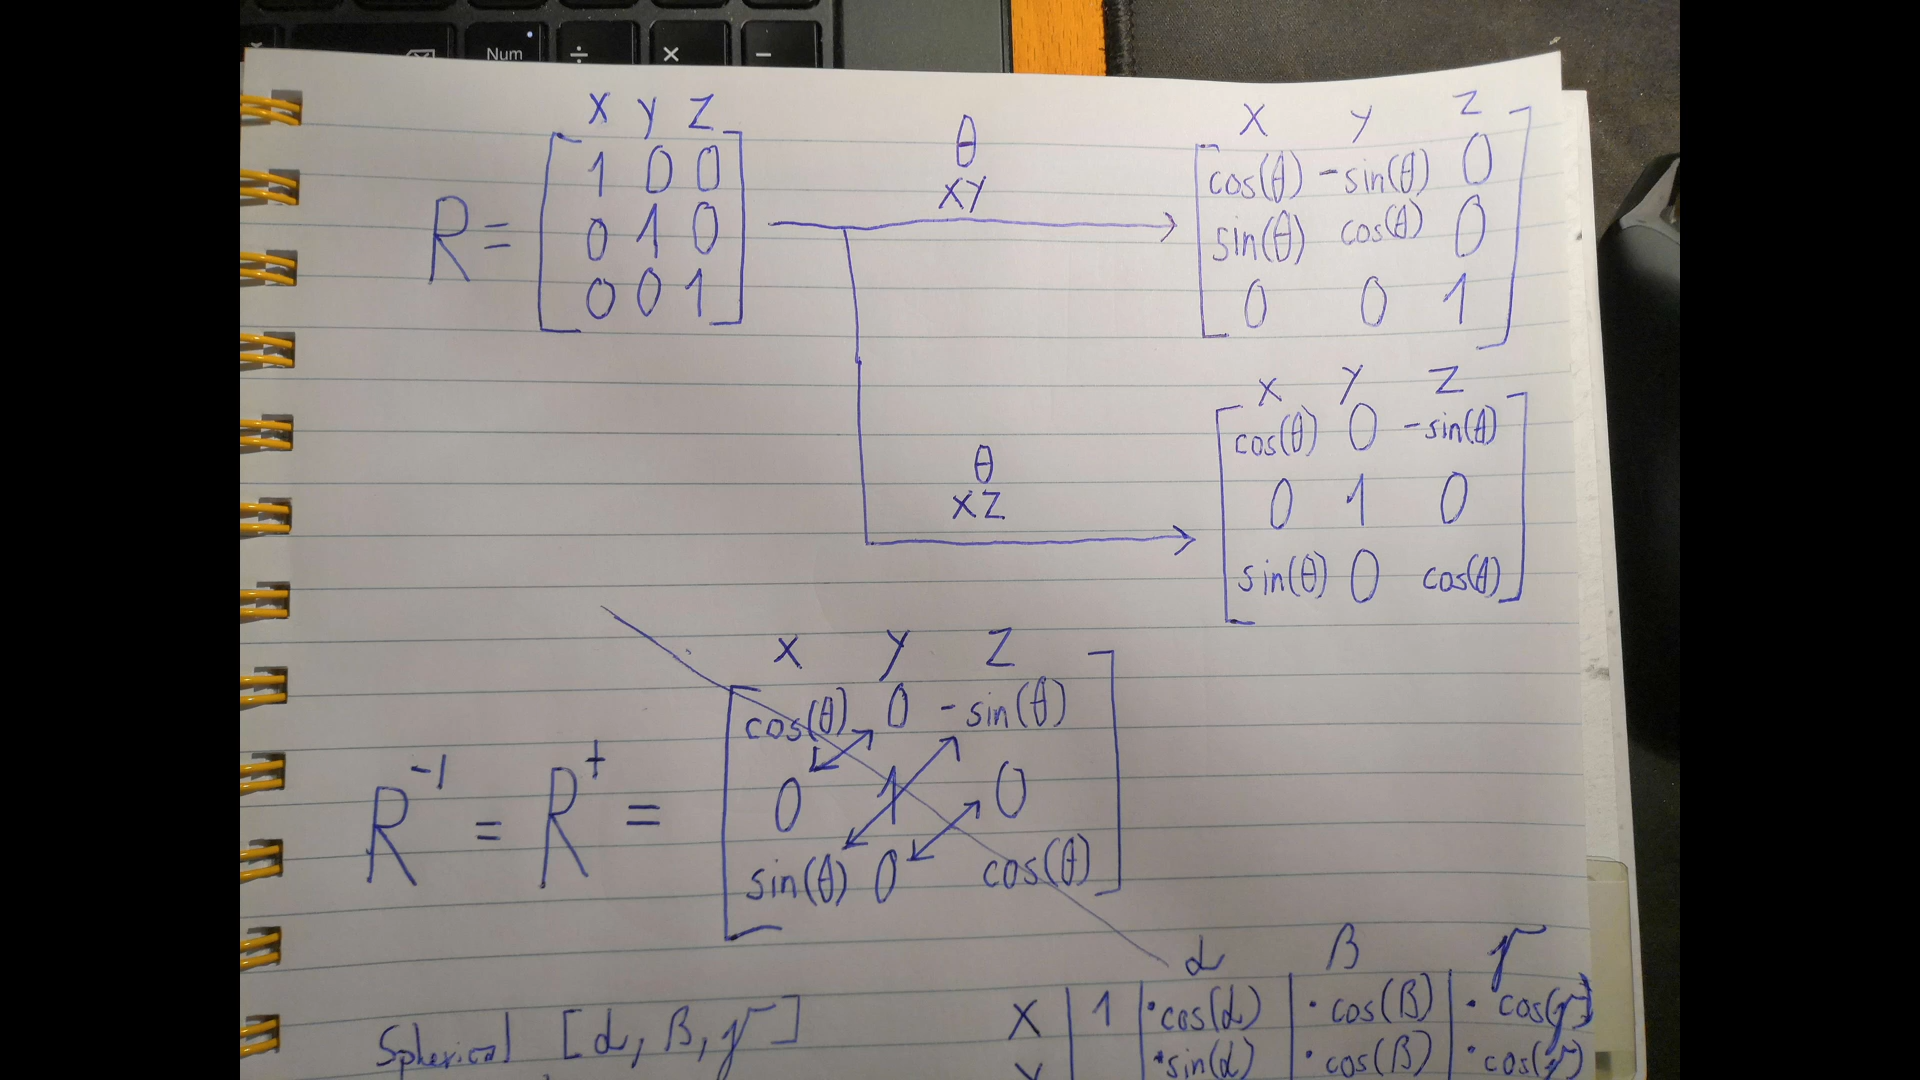 Num ÷ × −
X Y Z
R = [ 1 0 0
0 1 0
0 0 1 ]
θ
XY
X Y Z
cos(θ) -sin(θ) 0
sin(θ) cos(θ) 0
0 0 1
θ
XZ
X Y Z
cos(θ) 0 -sin(θ)
0 1 0
sin(θ) 0 cos(θ)
X Y Z
cos(θ) 0 -sin(θ)
R⁻¹ = R⁺ = 0 1 0
sin(θ) 0 cos(θ)
α β γ
Spherical [α, β, γ]
X 1 ·cos(α) ·cos(β) ·cos(γ)
Y ·sin(α) ·cos(β) ·cos(γ)